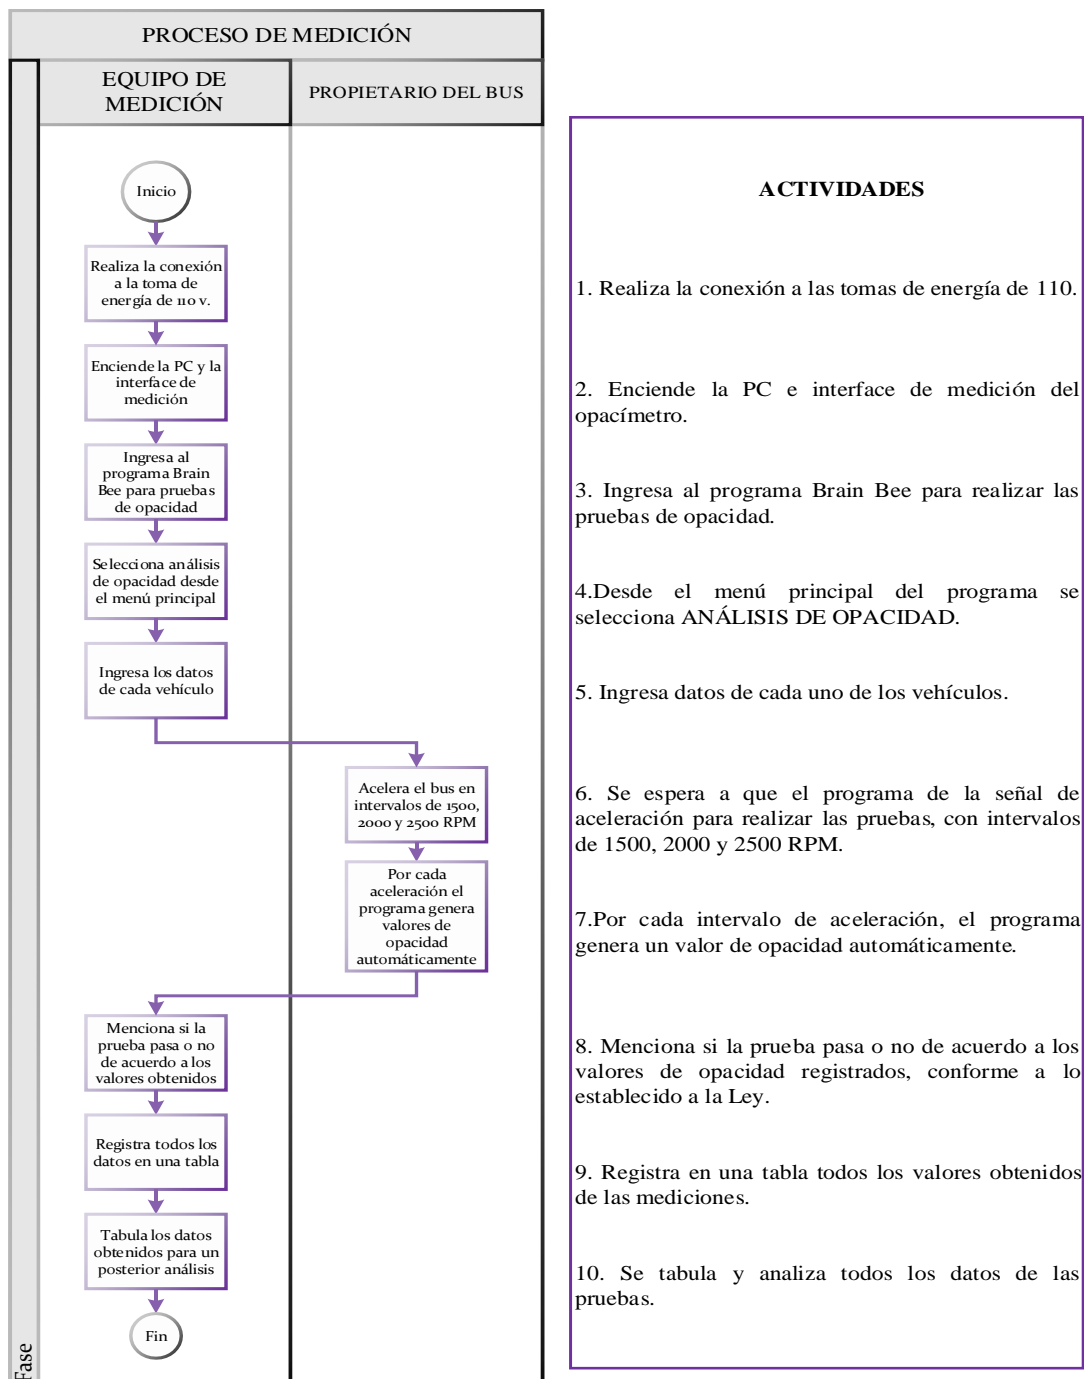 PROCESO DE MEDICIÓN
EQUIPO DE
MEDICIÓN
PROPIETARIO DEL BUS
Inicio
Realiza la conexión
a la toma de
energía de 110 v.
Enciende la PC y la
interface de
medición
Ingresa al
programa Brain
Bee para pruebas
de opacidad
Selecciona análisis
de opacidad desde
el menú principal
Ingresa los datos
de cada vehículo
Acelera el bus en
intervalos de 1500,
2000 y 2500 RPM
Por cada
aceleración el
programa genera
valores de
opacidad
automáticamente
Menciona si la
prueba pasa o no
de acuerdo a los
valores obtenidos
Registra todos los
datos en una tabla
Tabula los datos
obtenidos para un
posterior análisis
Fin
Fase
ACTIVIDADES
1. Realiza la conexión a las tomas de energía de 110.
2. Enciende la PC e interface de medición del
opacímetro.
3. Ingresa al programa Brain Bee para realizar las
pruebas de opacidad.
4.Desde el menú principal del programa se
selecciona ANÁLISIS DE OPACIDAD.
5. Ingresa datos de cada uno de los vehículos.
6. Se espera a que el programa de la señal de
aceleración para realizar las pruebas, con intervalos
de 1500, 2000 y 2500 RPM.
7.Por cada intervalo de aceleración, el programa
genera un valor de opacidad automáticamente.
8. Menciona si la prueba pasa o no de acuerdo a los
valores de opacidad registrados, conforme a lo
establecido a la Ley.
9. Registra en una tabla todos los valores obtenidos
de las mediciones.
10. Se tabula y analiza todos los datos de las
pruebas.